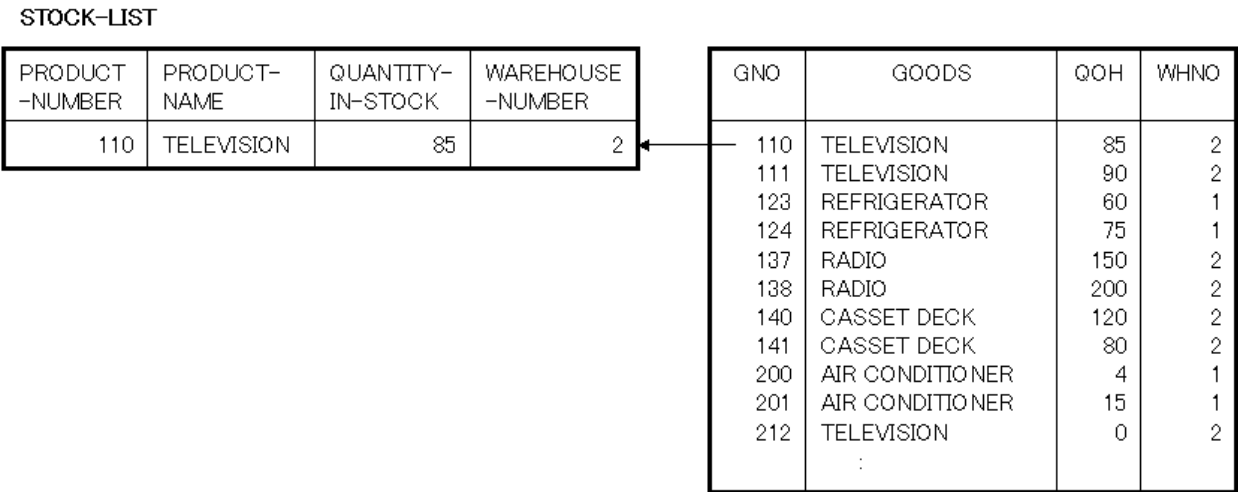 STOCK-LIST
PRODUCT PRODUCT- QUANTITY- WAREHOUSE
-NUMBER NAME IN-STOCK -NUMBER
110 TELEVISION 85 2
GNO GOODS QOH WHNO
110 TELEVISION 85 2
111 TELEVISION 90 2
123 REFRIGERATOR 60 1
124 REFRIGERATOR 75 1
137 RADIO 150 2
138 RADIO 200 2
140 CASSET DECK 120 2
141 CASSET DECK 80 2
200 AIR CONDITIONER 4 1
201 AIR CONDITIONER 15 1
212 TELEVISION 0 2
: